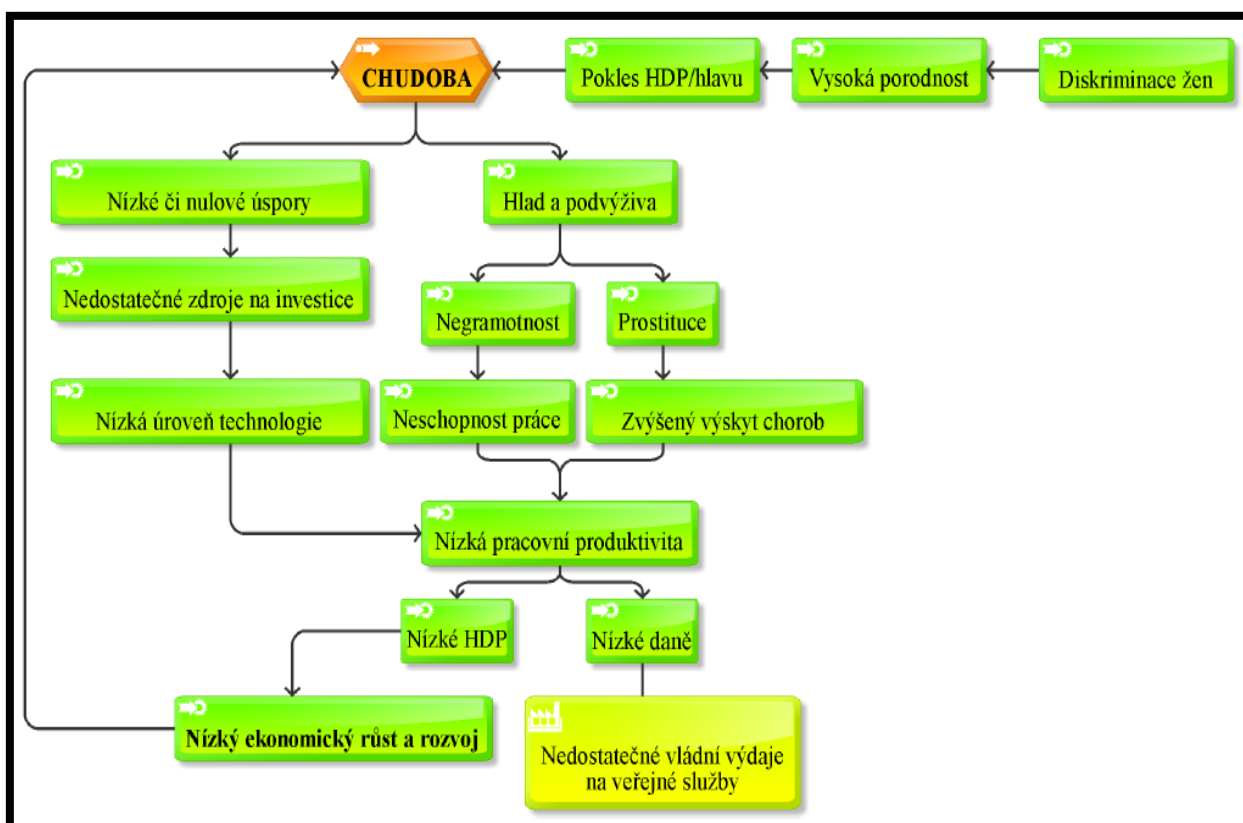 CHUDOBA
Pokles HDP/hlavu
Vysoká porodnost
Diskriminace žen
Nízké či nulové úspory
Hlad a podvýživa
Nedostatečné zdroje na investice
Negramotnost
Prostituce
Nízká úroveň technologie
Neschopnost práce
Zvýšený výskyt chorob
Nízká pracovní produktivita
Nízké HDP
Nízké daně
Nízký ekonomický růst a rozvoj
Nedostatečné vládní výdaje
na veřejné služby